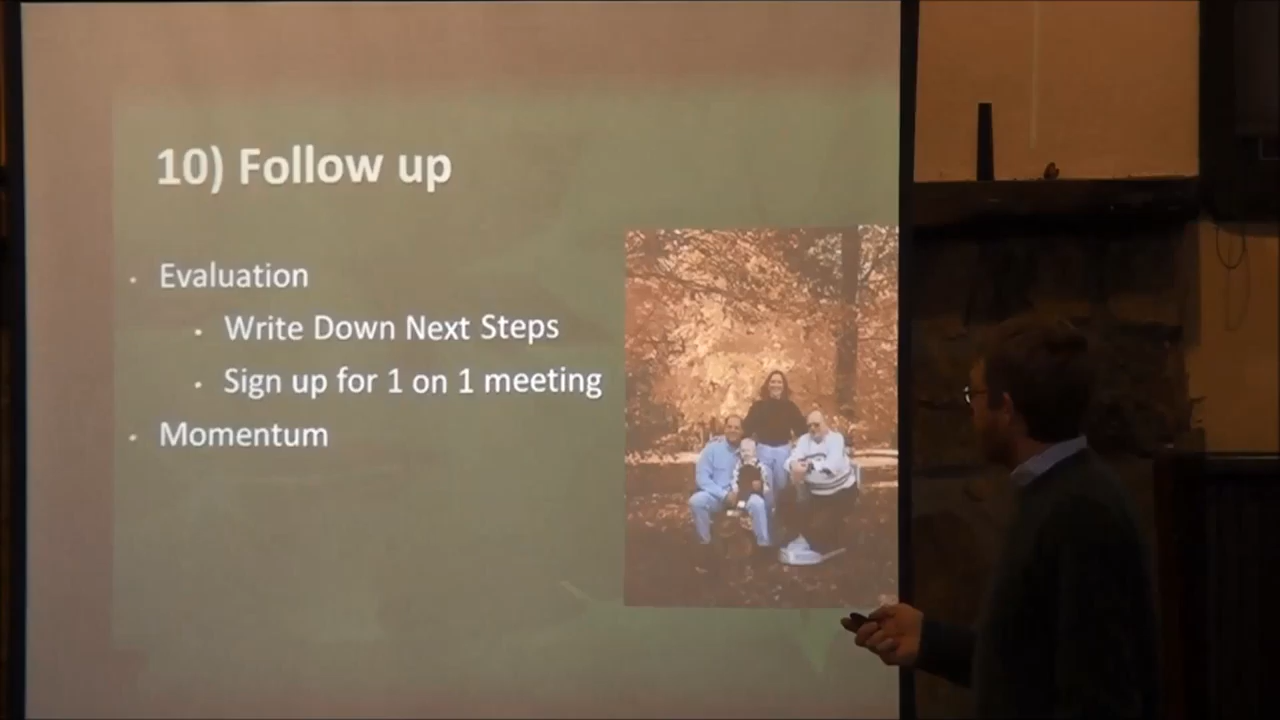 10) Follow up
Evaluation
Write Down Next Steps
Sign up for 1 on 1 meeting
Momentum